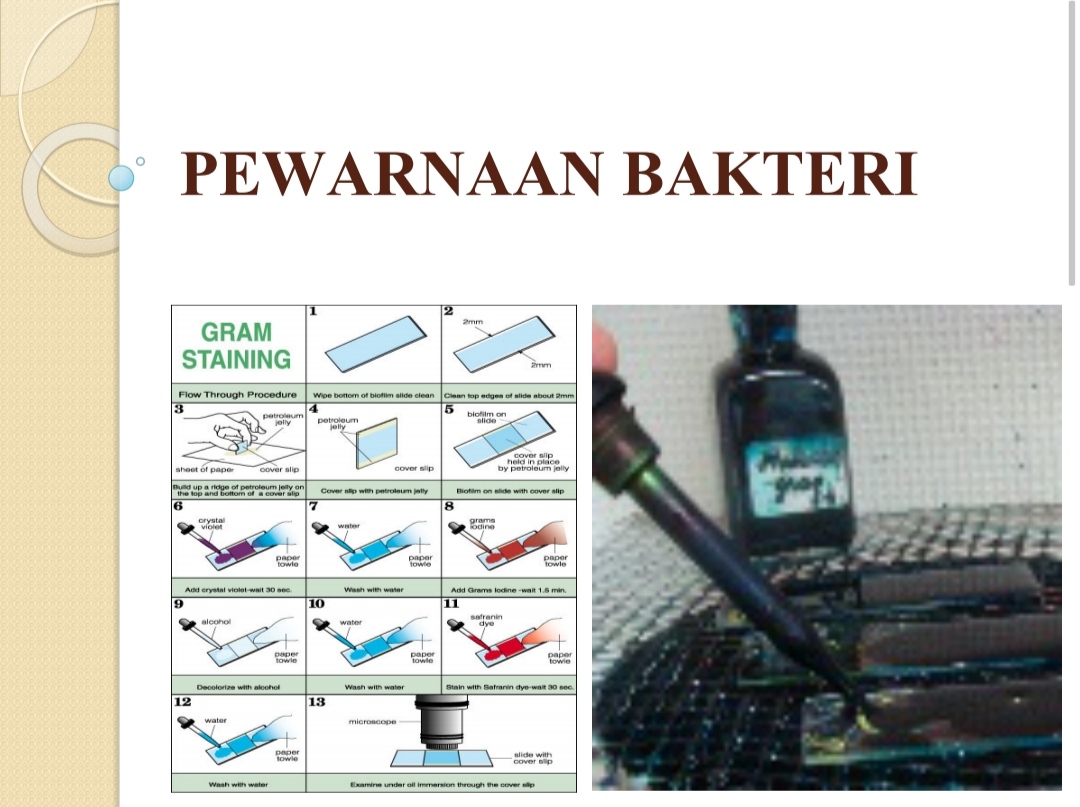 PEWARNAAN BAKTERI
GRAM
STAINING
Flow Through Procedure
1
Wipe bottom of biofilm slide clean
2
2mm
2mm
Clean top edges of slide about 2mm
3
petroleum
jelly
sheet of paper
cover slip
Build up a ridge of petroleum jelly on
the top and bottom of a cover slip
4
petroleum
jelly
cover slip
Cover slip with petroleum jelly
5
biofilm on
slide
cover slip
held in place
by petroleum jelly
Biofilm on slide with cover slip
6
crystal
violet
paper
towle
Add crystal violet-wait 30 sec.
7
water
paper
towle
Wash with water
8
grams
iodine
paper
towle
Add Grams Iodine -wait 1.5 min.
9
alcohol
paper
towle
Decolorize with alcohol
10
water
paper
towle
Wash with water
11
safranin
dye
paper
towle
Stain with Safranin dye-wait 30 sec.
12
water
paper
towle
Wash with water
13
microscope
slide with
cover slip
Examine under oil immersion through the cover slip